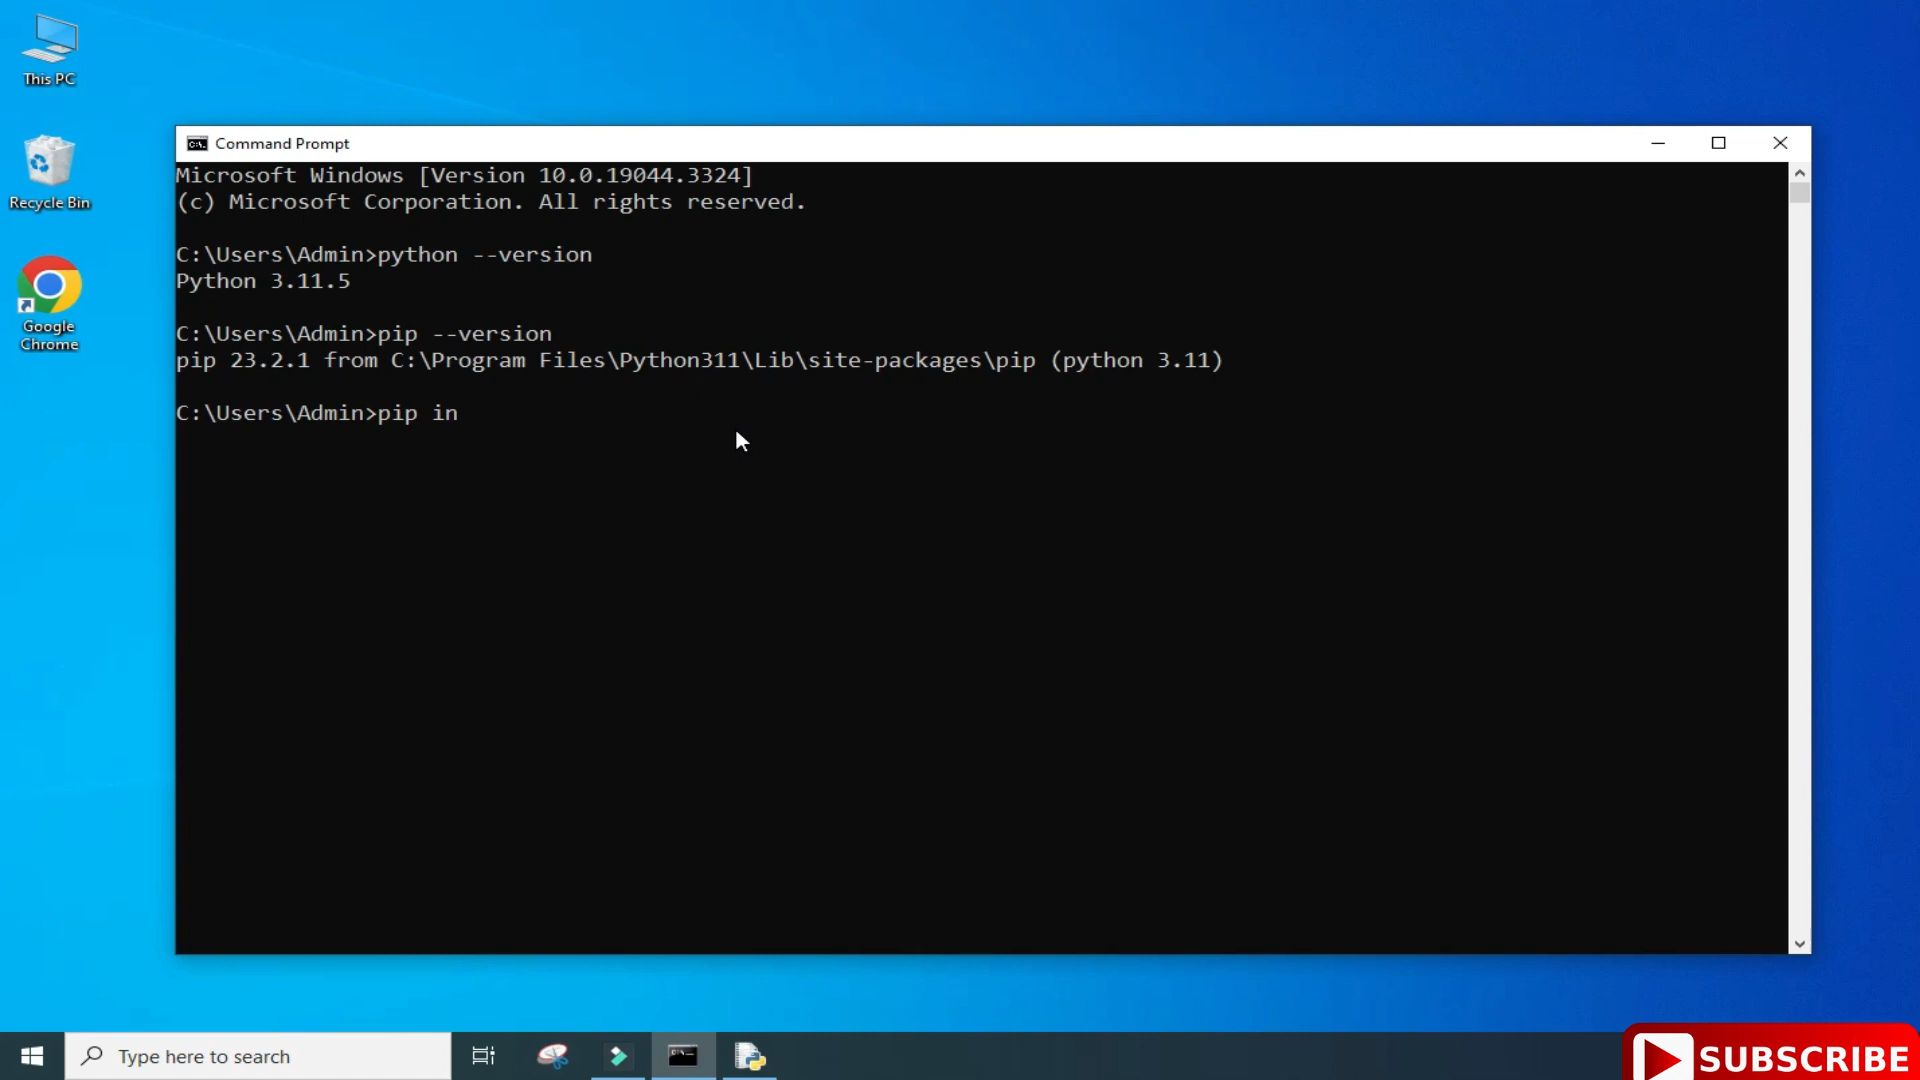 This PC
Recycle Bin
Google
Chrome
Command Prompt
Microsoft Windows [Version 10.0.19044.3324]
(c) Microsoft Corporation. All rights reserved.
C:\Users\Admin>python --version
Python 3.11.5
C:\Users\Admin>pip --version
pip 23.2.1 from C:\Program Files\Python311\Lib\site-packages\pip (python 3.11)
C:\Users\Admin>pip in
Type here to search
SUBSCRIBE